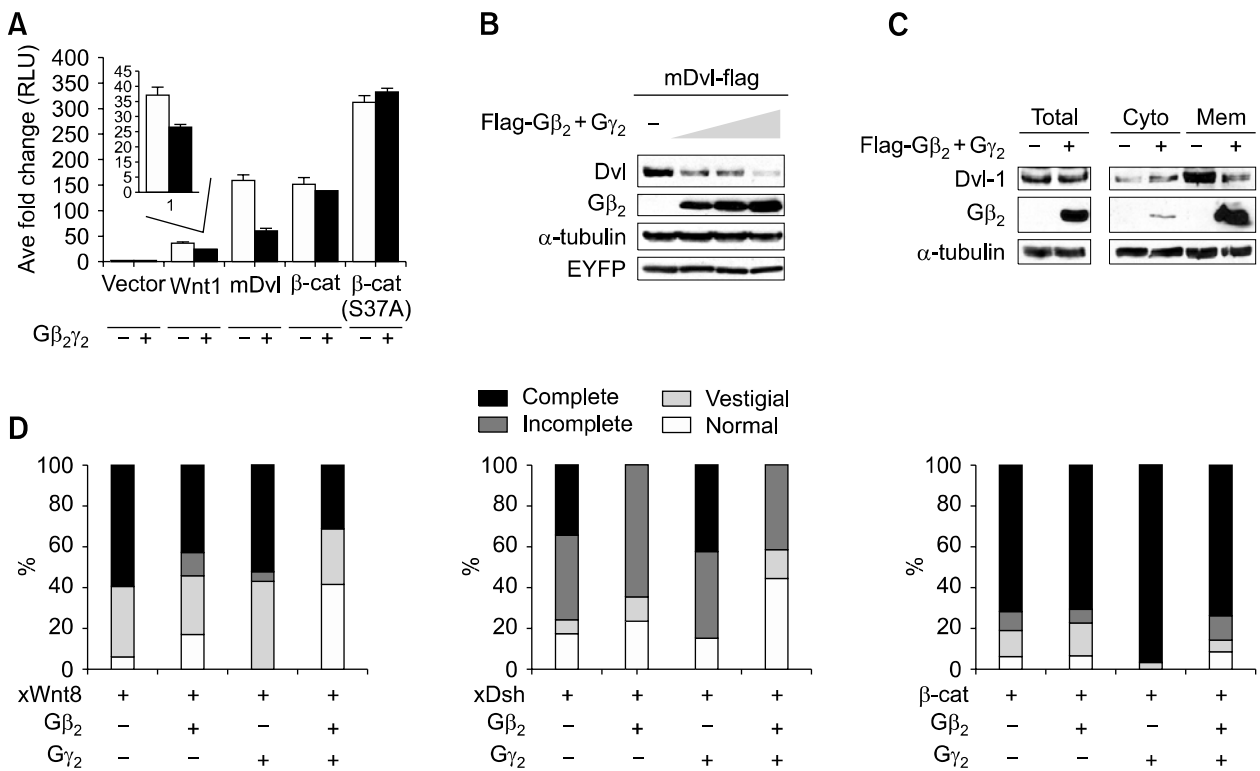 A
Ave fold change (RLU)
400
350
300
250
200
150
100
50
0
45
40
35
30
25
20
15
10
5
0
1
Vector Wnt1 mDvl β-cat β-cat (S37A)
Gβ₂γ₂ – + – + – + – + – +
B
mDvl-flag
Flag-Gβ₂ + Gγ₂ –
Dvl
Gβ₂
α-tubulin
EYFP
C
Total Cyto Mem
Flag-Gβ₂ + Gγ₂ – + – + – +
Dvl-1
Gβ₂
α-tubulin
D
Complete
Incomplete
Vestigial
Normal
%
100
80
60
40
20
0
xWnt8 + + + +
Gβ₂ – + – +
Gγ₂ – – + +
%
100
80
60
40
20
0
xDsh + + + +
Gβ₂ – + – +
Gγ₂ – – + +
%
100
80
60
40
20
0
β-cat + + + +
Gβ₂ – + – +
Gγ₂ – – + +